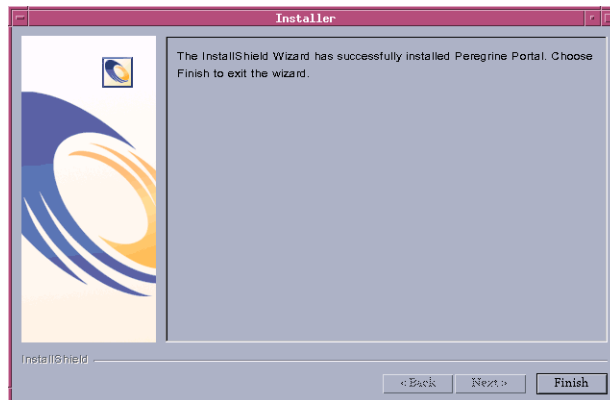 Installer
The InstallShield Wizard has successfully installed Peregrine Portal. Choose
Finish to exit the wizard.
InstallShield
< Back
Next >
Finish